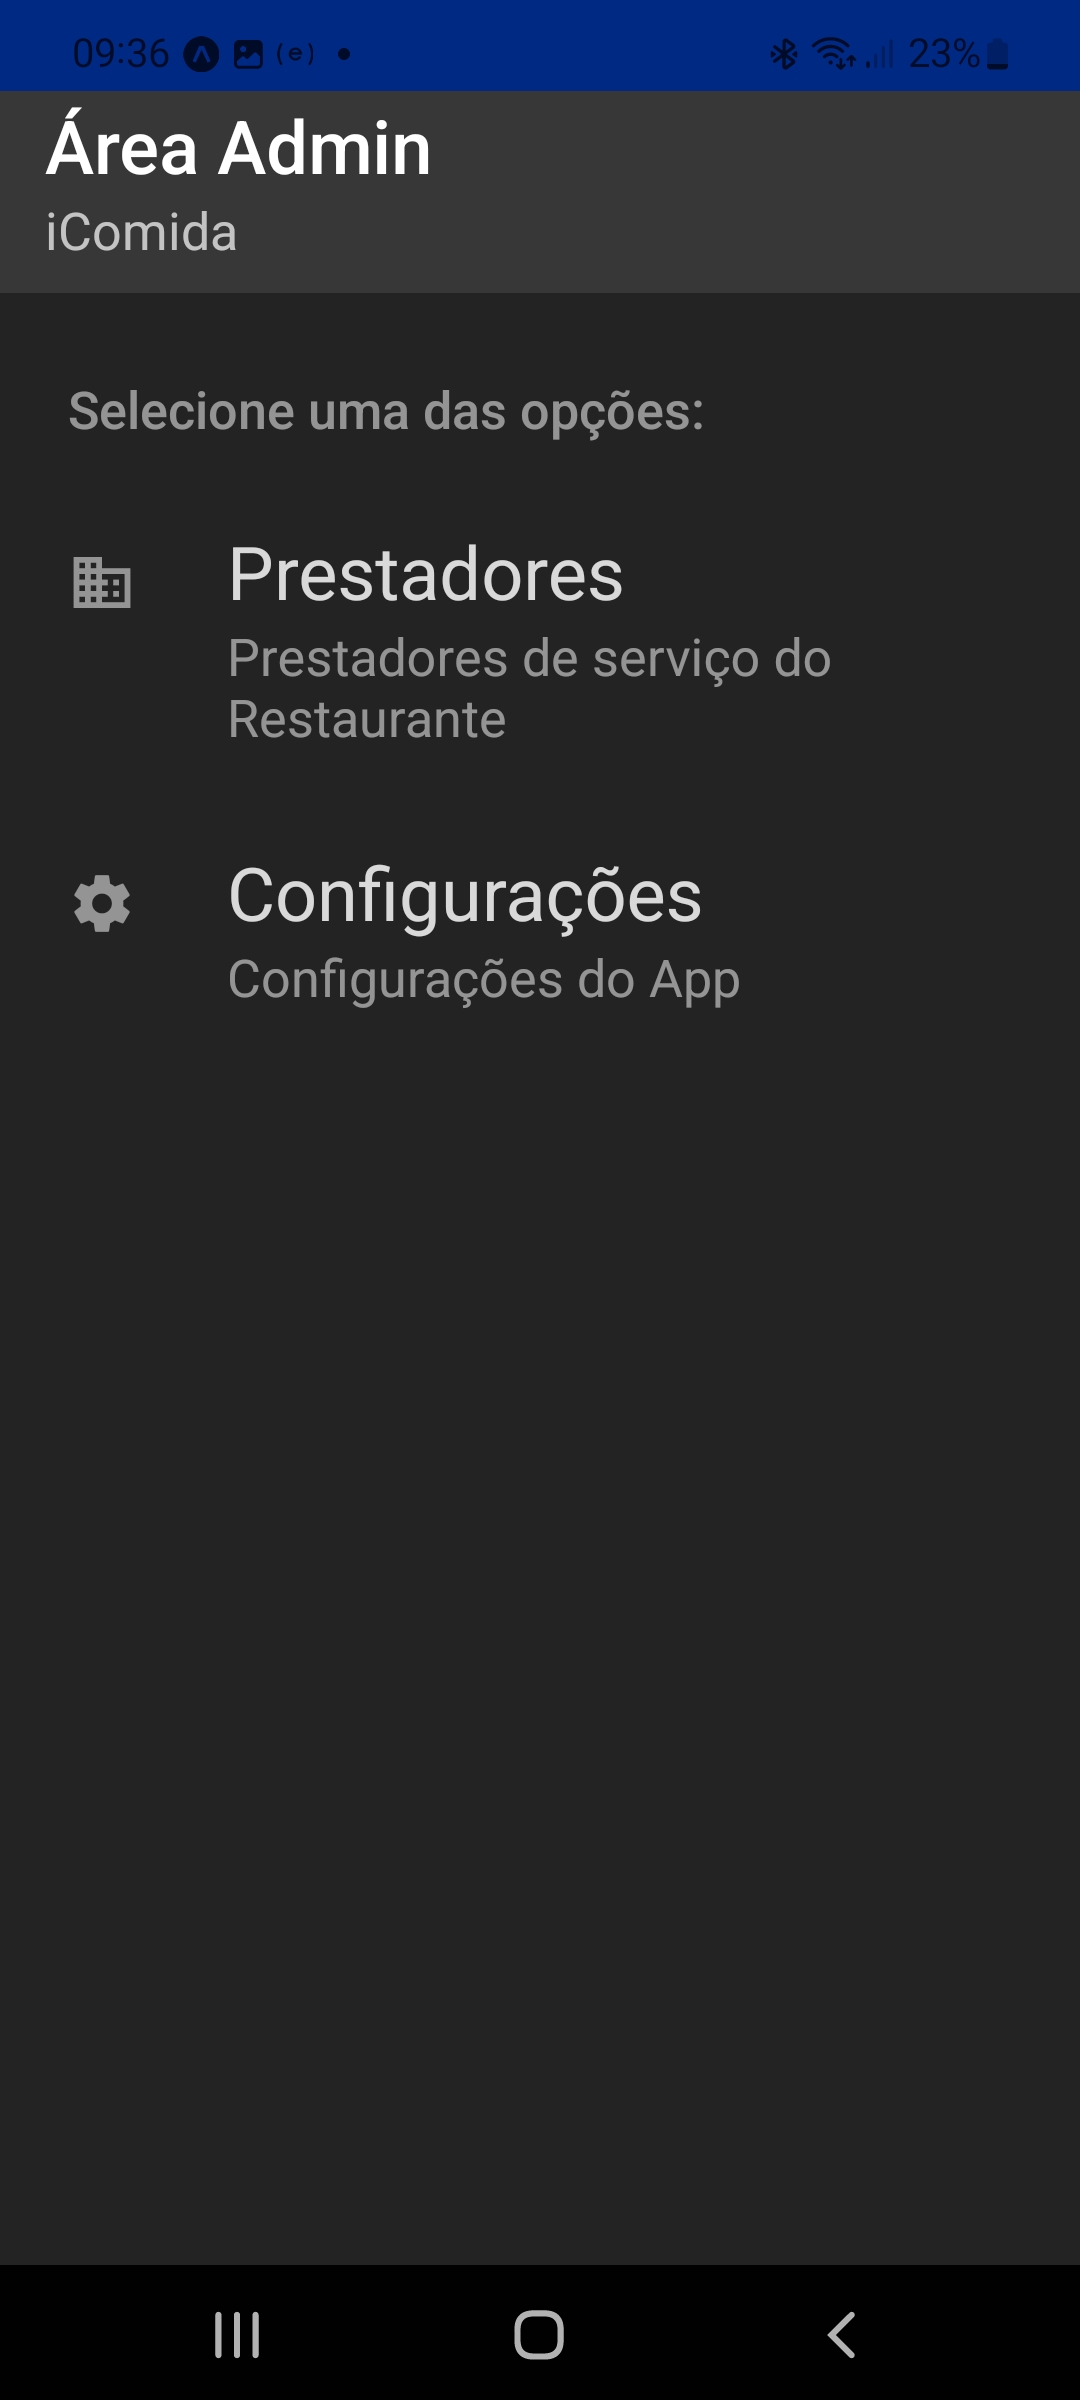 09:36 (e) 23%
Área Admin
iComida
Selecione uma das opções:
Prestadores
Prestadores de serviço do
Restaurante
Configurações
Configurações do App